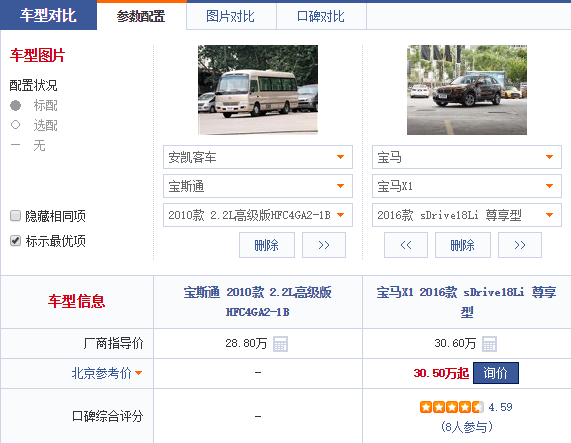 车型对比 参数配置 图片对比 口碑对比
车型图片
配置状况
标配
选配
无
安凯客车 宝马
宝斯通 宝马X1
隐藏相同项 2010款 2.2L高级版HFC4GA2-1B 2016款 sDrive18Li 尊享型
标示最优项 删除 >> << 删除 >>
车型信息 宝斯通 2010款 2.2L高级版 HFC4GA2-1B 宝马X1 2016款 sDrive18Li 尊享型
厂商指导价 28.80万 30.60万
北京参考价 - 30.50万起 询价
口碑综合评分 - 4.59
(8人参与)